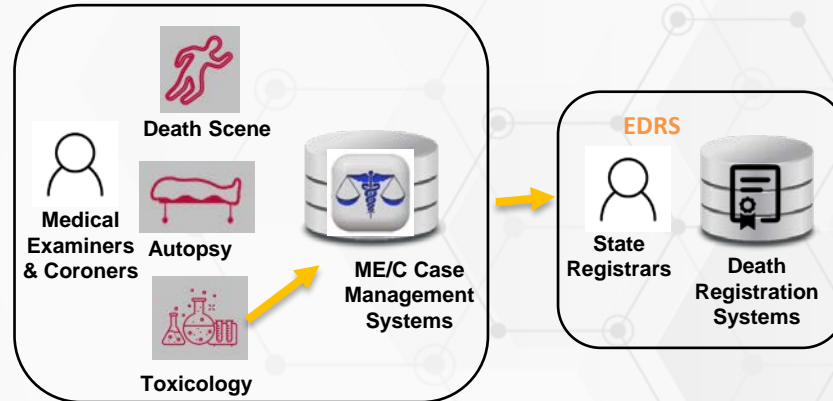 Death Scene
Medical
Examiners
& Coroners
Autopsy
Toxicology
ME/C Case
Management
Systems
EDRS
State
Registrars
Death
Registration
Systems